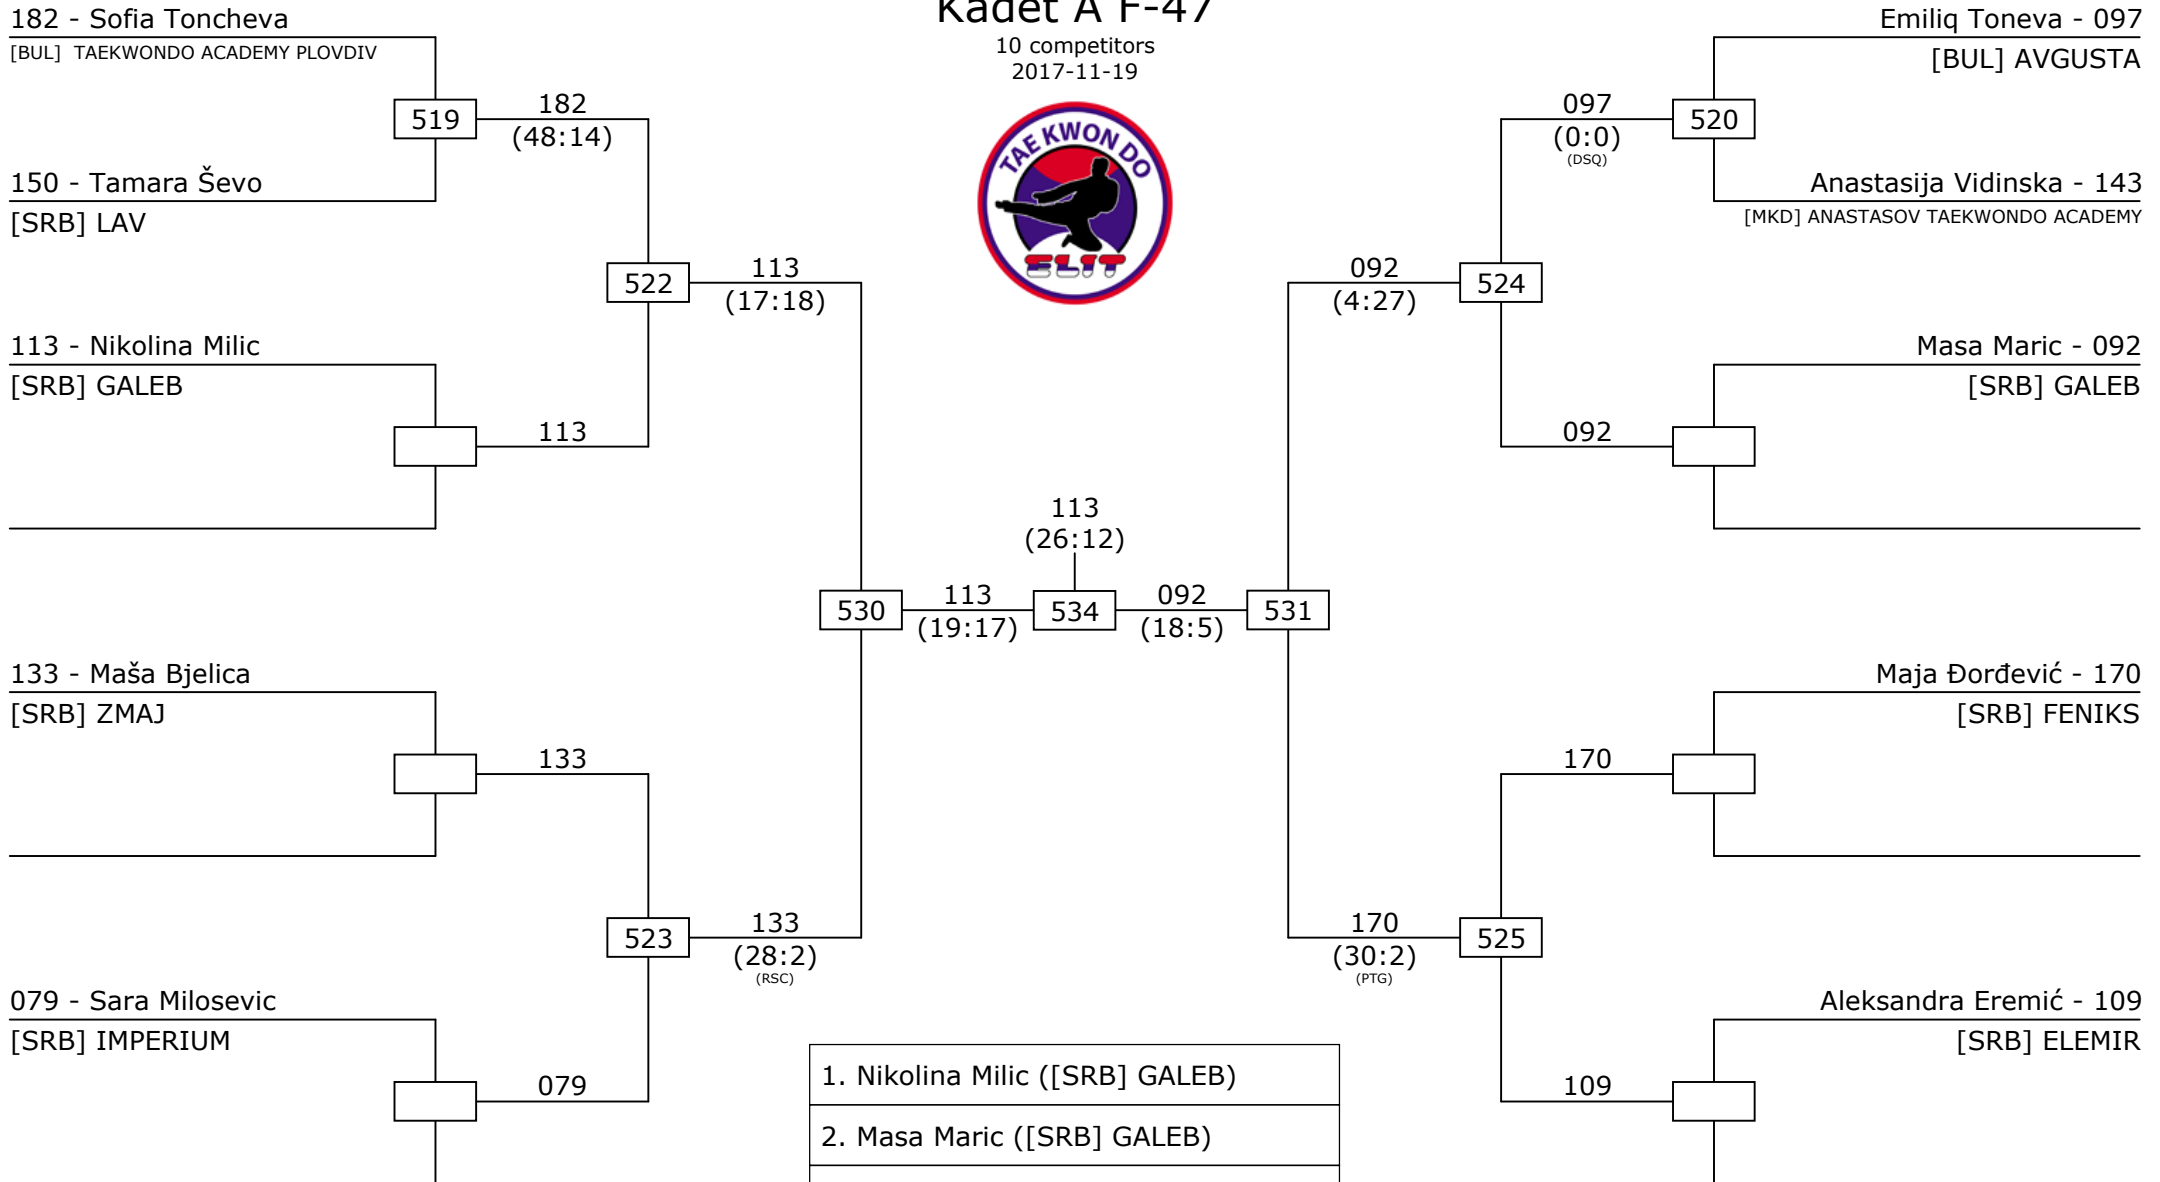 Kadet A F-47
10 competitors
2017-11-19
TAE KWON DO
ELIT
182 - Sofia Toncheva
[BUL] TAEKWONDO ACADEMY PLOVDIV
519
182
(48:14)
150 - Tamara Ševo
[SRB] LAV
522
113
(17:18)
113 - Nikolina Milic
[SRB] GALEB
113
133 - Maša Bjelica
[SRB] ZMAJ
133
523
133
(28:2)
(RSC)
079 - Sara Milosevic
[SRB] IMPERIUM
079
530
113
(19:17)
113
(26:12)
534
092
(18:5)
531
Emiliq Toneva - 097
[BUL] AVGUSTA
097
(0:0)
(DSQ)
520
Anastasija Vidinska - 143
[MKD] ANASTASOV TAEKWONDO ACADEMY
092
(4:27)
524
Masa Maric - 092
[SRB] GALEB
092
Maja Đorđević - 170
[SRB] FENIKS
170
170
(30:2)
(PTG)
525
Aleksandra Eremić - 109
[SRB] ELEMIR
109
1. Nikolina Milic ([SRB] GALEB)
2. Masa Maric ([SRB] GALEB)